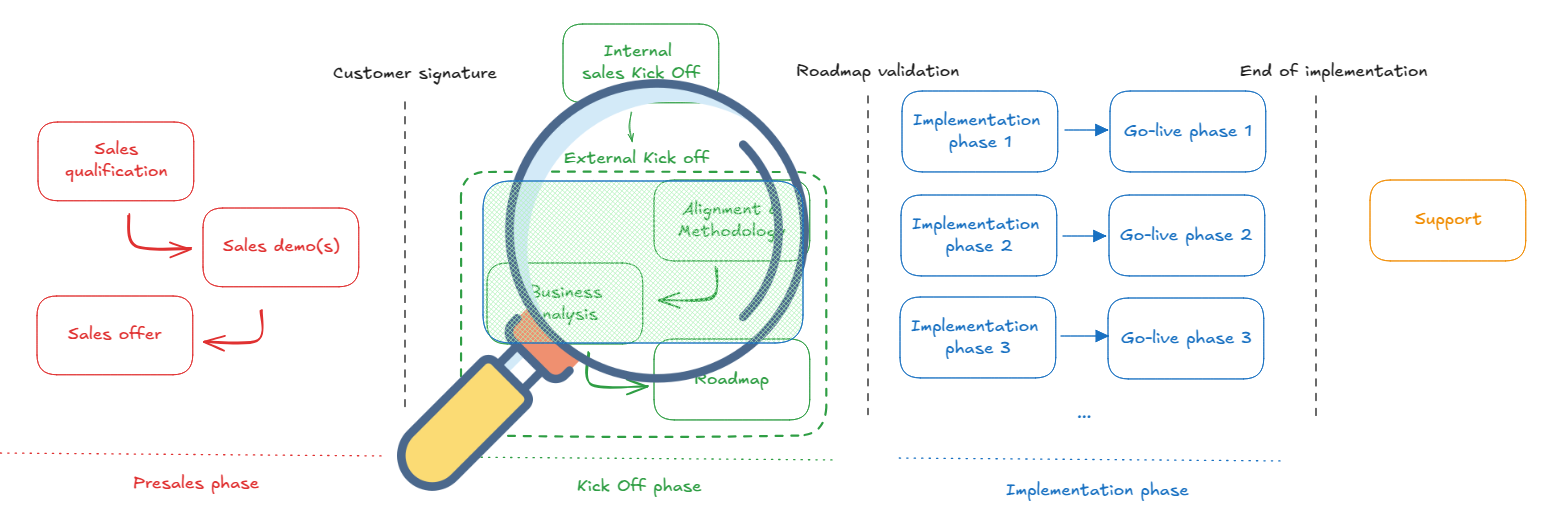 Internal
sales Kick Off
Customer signature
Roadmap validation
End of implementation
Sales
qualification
Sales demo(s)
Sales offer
External Kick off
Alignment &
Methodology
Business
Analysis
Roadmap
Implementation
phase 1
Go-live phase 1
Implementation
phase 2
Go-live phase 2
Implementation
phase 3
Go-live phase 3
...
Support
Presales phase
Kick Off phase
Implementation phase